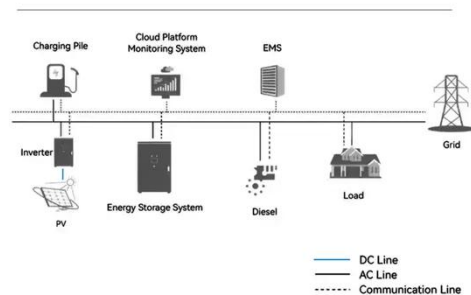 Charging Pile
Cloud Platform
Monitoring System
EMS
Grid
Inverter
PV
Energy Storage System
Diesel
Load
DC Line
AC Line
Communication Line